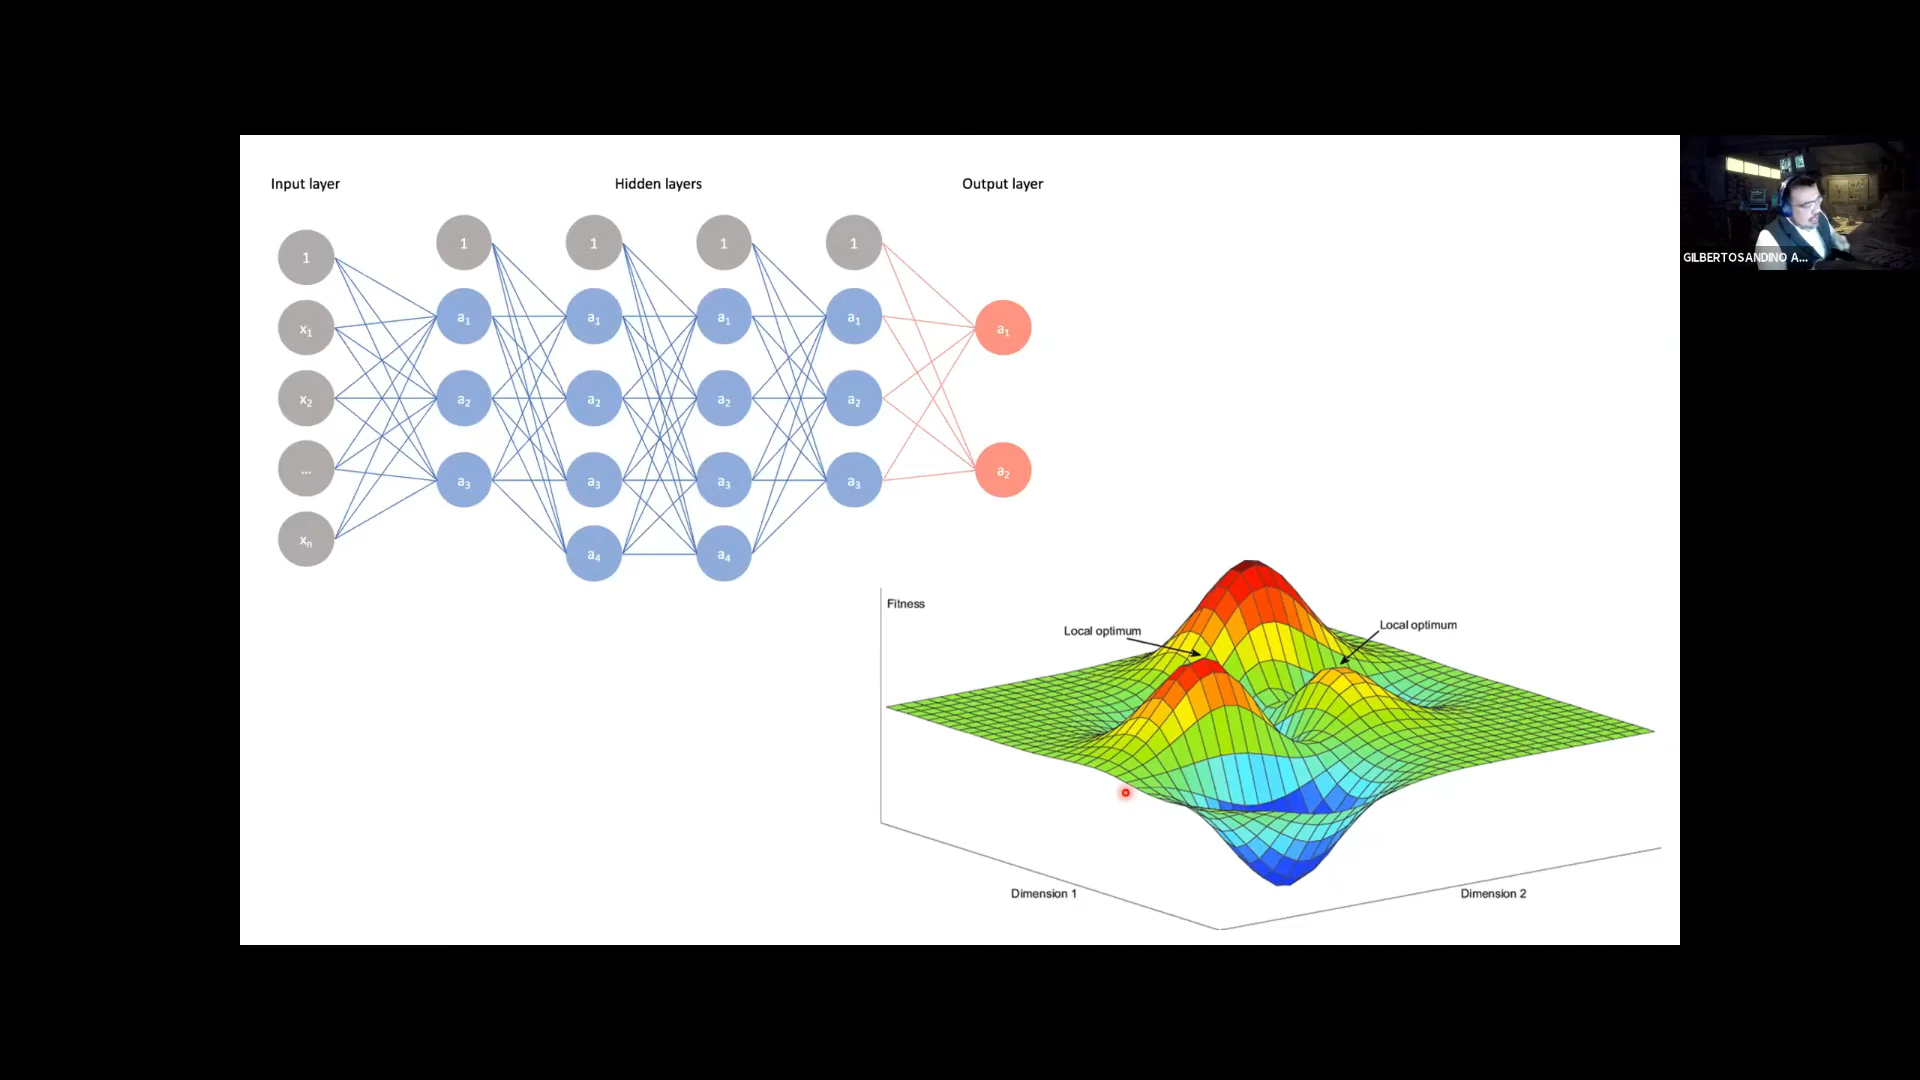 Input layer
Hidden layers
Output layer
1
x1
x2
...
xn
1
a1
a2
a3
1
a1
a2
a3
a4
1
a1
a2
a3
a4
1
a1
a2
a3
a1
a2
Fitness
Local optimum
Local optimum
Dimension 1
Dimension 2
GILBERTOSANDINO A...